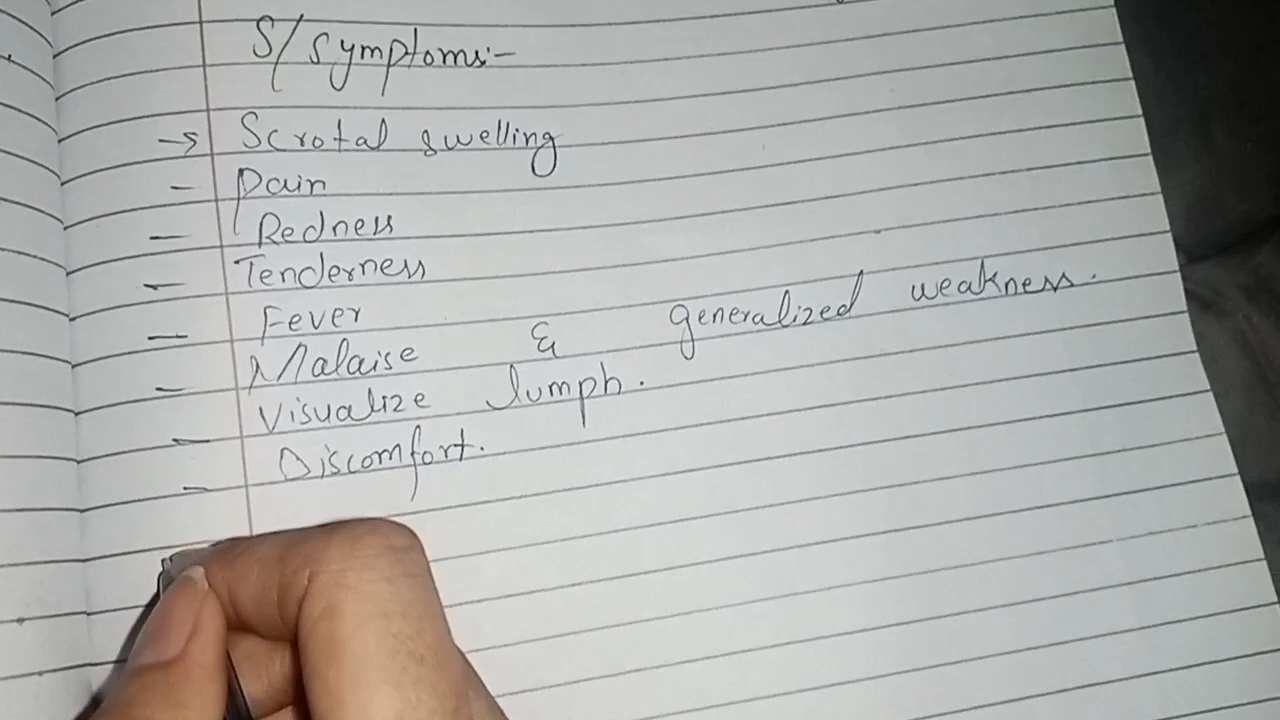 S/Symptoms:-
→ Scrotal swelling
- Pain
- Redness
- Tenderness
- Fever
- Malaise & generalized weakness.
- Visualize lumph.
- Discomfort.